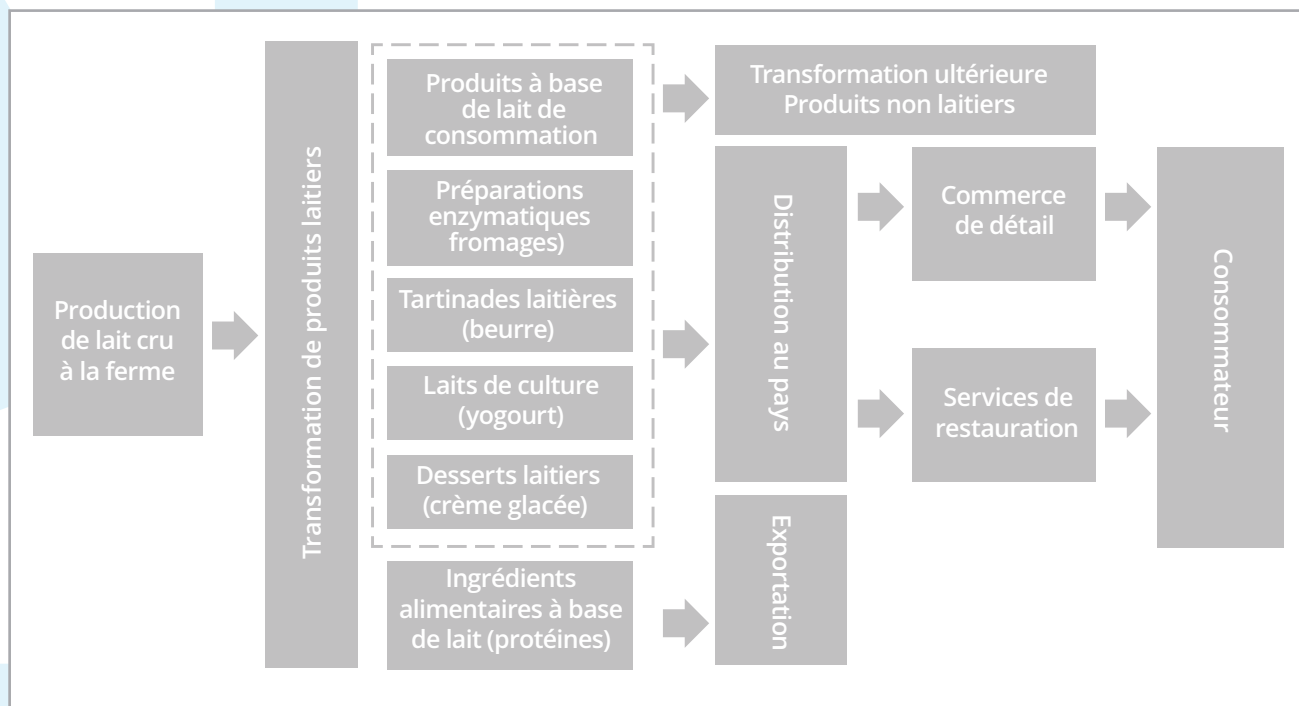 Production
de lait cru
à la ferme
Transformation de produits laitiers
Produits à base
de lait de
consommation
Préparations
enzymatiques
fromages)
Tartinades laitières
(beurre)
Laits de culture
(yogourt)
Desserts laitiers
(crème glacée)
Ingrédients
alimentaires à base
de lait (protéines)
Transformation ultérieure
Produits non laitiers
Distribution au pays
Exportation
Commerce
de détail
Services de
restauration
Consommateur